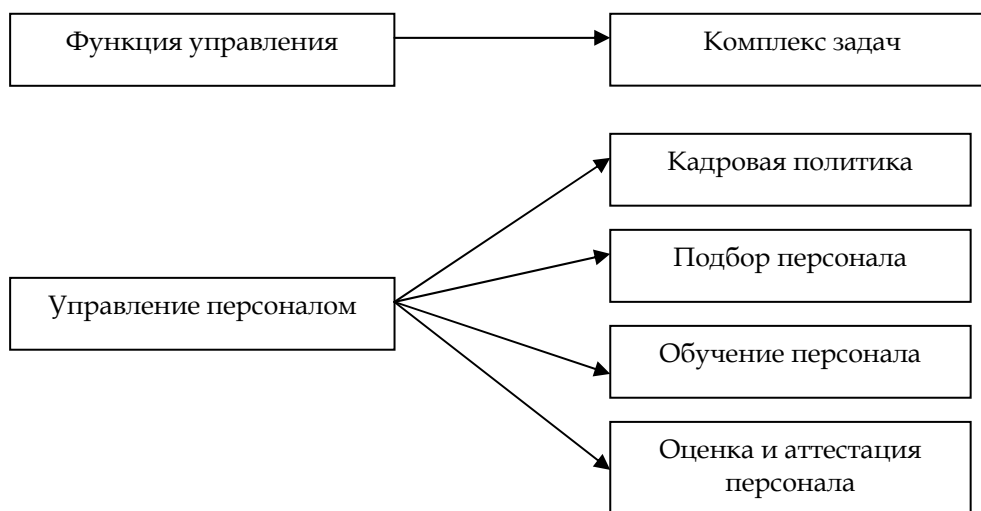 Функция управления
Комплекс задач
Кадровая политика
Подбор персонала
Управление персоналом
Обучение персонала
Оценка и аттестация
персонала